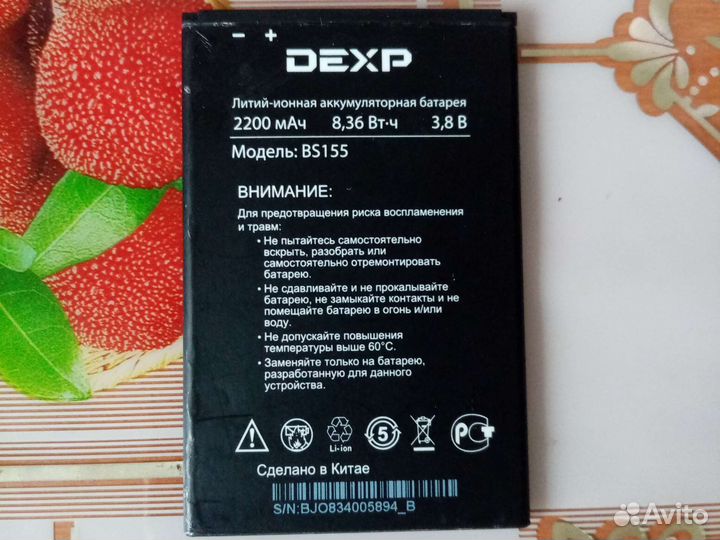 − +
DEXP
Литий-ионная аккумуляторная батарея
2200 мАч 8,36 Вт·ч 3,8 В
Модель: BS155
ВНИМАНИЕ:
Для предотвращения риска воспламенения
и травм:
• Не пытайтесь самостоятельно
вскрыть, разобрать или
самостоятельно отремонтировать
батарею.
• Не сдавливайте и не прокалывайте
батарею, не замыкайте контакты и не
помещайте батарею в огонь и/или
воду.
• Не допускайте повышения
температуры выше 60°С.
• Заменяйте только на батарею,
разработанную для данного
устройства.
Li-ion
5
РСТ
Сделано в Китае
S/N:BJO834005894_B
Avito